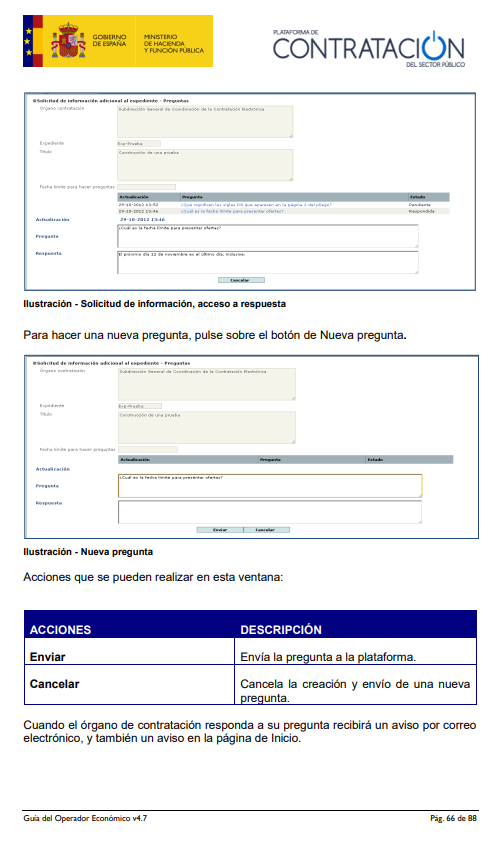 GOBIERNO
DE ESPAÑA
MINISTERIO
DE HACIENDA
Y FUNCIÓN PÚBLICA
PLATAFORMA DE
CONTRATACIÓN
DEL SECTOR PÚBLICO
Solicitud de información adicional al expediente - Preguntas
Órgano contratación
Subdirección General de Coordinación de la Contratación Electrónica
Expediente
Exp-Prueba
Título
Construcción de una prueba
Fecha límite para hacer preguntas
Actualización Pregunta Estado
29-10-2012 13:52 ¿Qué significan las siglas DG que aparecen en la página 2 del pliego? Pendiente
29-10-2012 13:46 ¿Cuál es la fecha límite para presentar ofertas? Respondida
Actualización 29-10-2012 13:46
Pregunta
¿Cuál es la fecha límite para presentar ofertas?
Respuesta
El próximo día 12 de noviembre es el último día, inclusive.
Cancelar
Ilustración - Solicitud de información, acceso a respuesta
Para hacer una nueva pregunta, pulse sobre el botón de Nueva pregunta.
Solicitud de información adicional al expediente - Preguntas
Órgano contratación
Subdirección General de Coordinación de la Contratación Electrónica
Expediente
Exp-Prueba
Título
Construcción de una prueba
Fecha límite para hacer preguntas
Actualización Pregunta Estado
Actualización
Pregunta
¿Cuál es la fecha límite para presentar ofertas?
Respuesta
Enviar Cancelar
Ilustración - Nueva pregunta
Acciones que se pueden realizar en esta ventana:
ACCIONES DESCRIPCIÓN
Enviar Envía la pregunta a la plataforma.
Cancelar Cancela la creación y envío de una nueva
pregunta.
Cuando el órgano de contratación responda a su pregunta recibirá un aviso por correo
electrónico, y también un aviso en la página de Inicio.
Guía del Operador Económico v4.7 Pág. 66 de 88